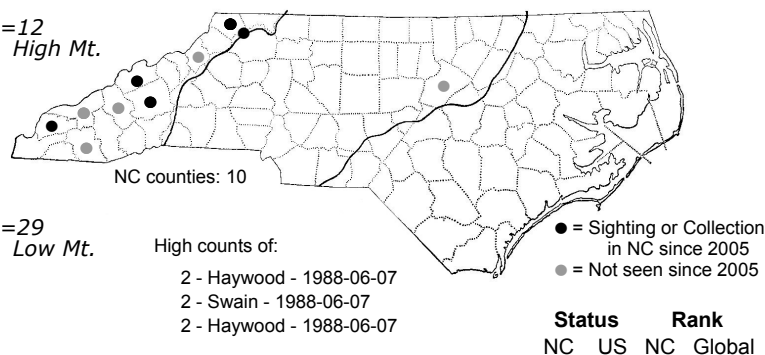 =12
High Mt.
NC counties: 10
=29
Low Mt.
High counts of:
2 - Haywood - 1988-06-07
2 - Swain - 1988-06-07
2 - Haywood - 1988-06-07
● = Sighting or Collection
in NC since 2005
● = Not seen since 2005
Status Rank
NC US NC Global